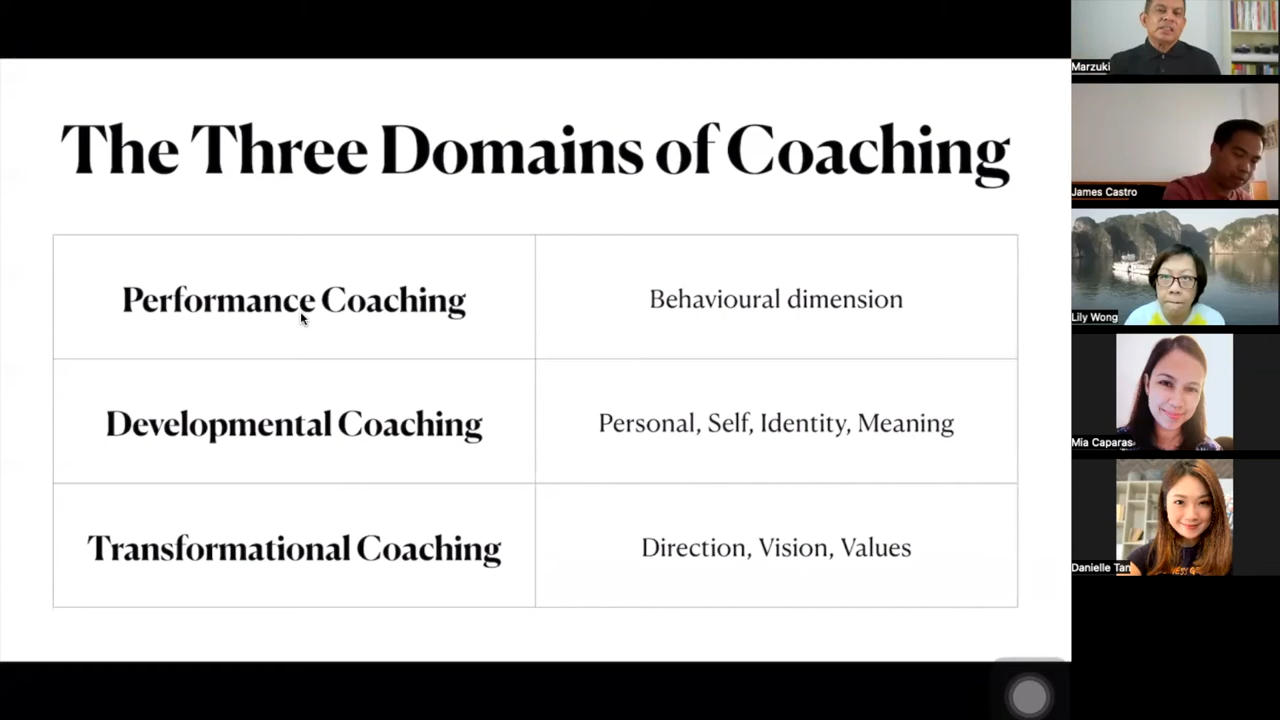 The Three Domains of Coaching
Performance Coaching
Behavioural dimension
Developmental Coaching
Personal, Self, Identity, Meaning
Transformational Coaching
Direction, Vision, Values
Marzuki
James Castro
Lily Wong
Mia Caparas
Danielle Tan